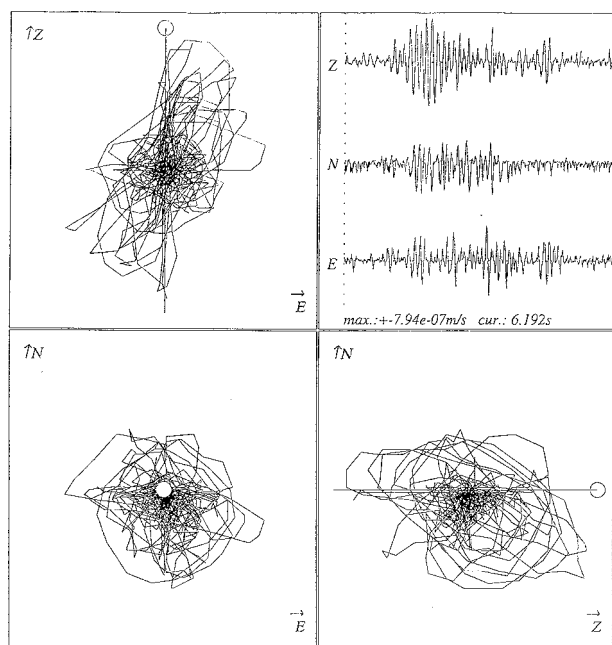 ↑Z
→E
Z
N
E
max.:+-7.94e-07m/s cur.: 6.192s
↑N
→E
↑N
→Z